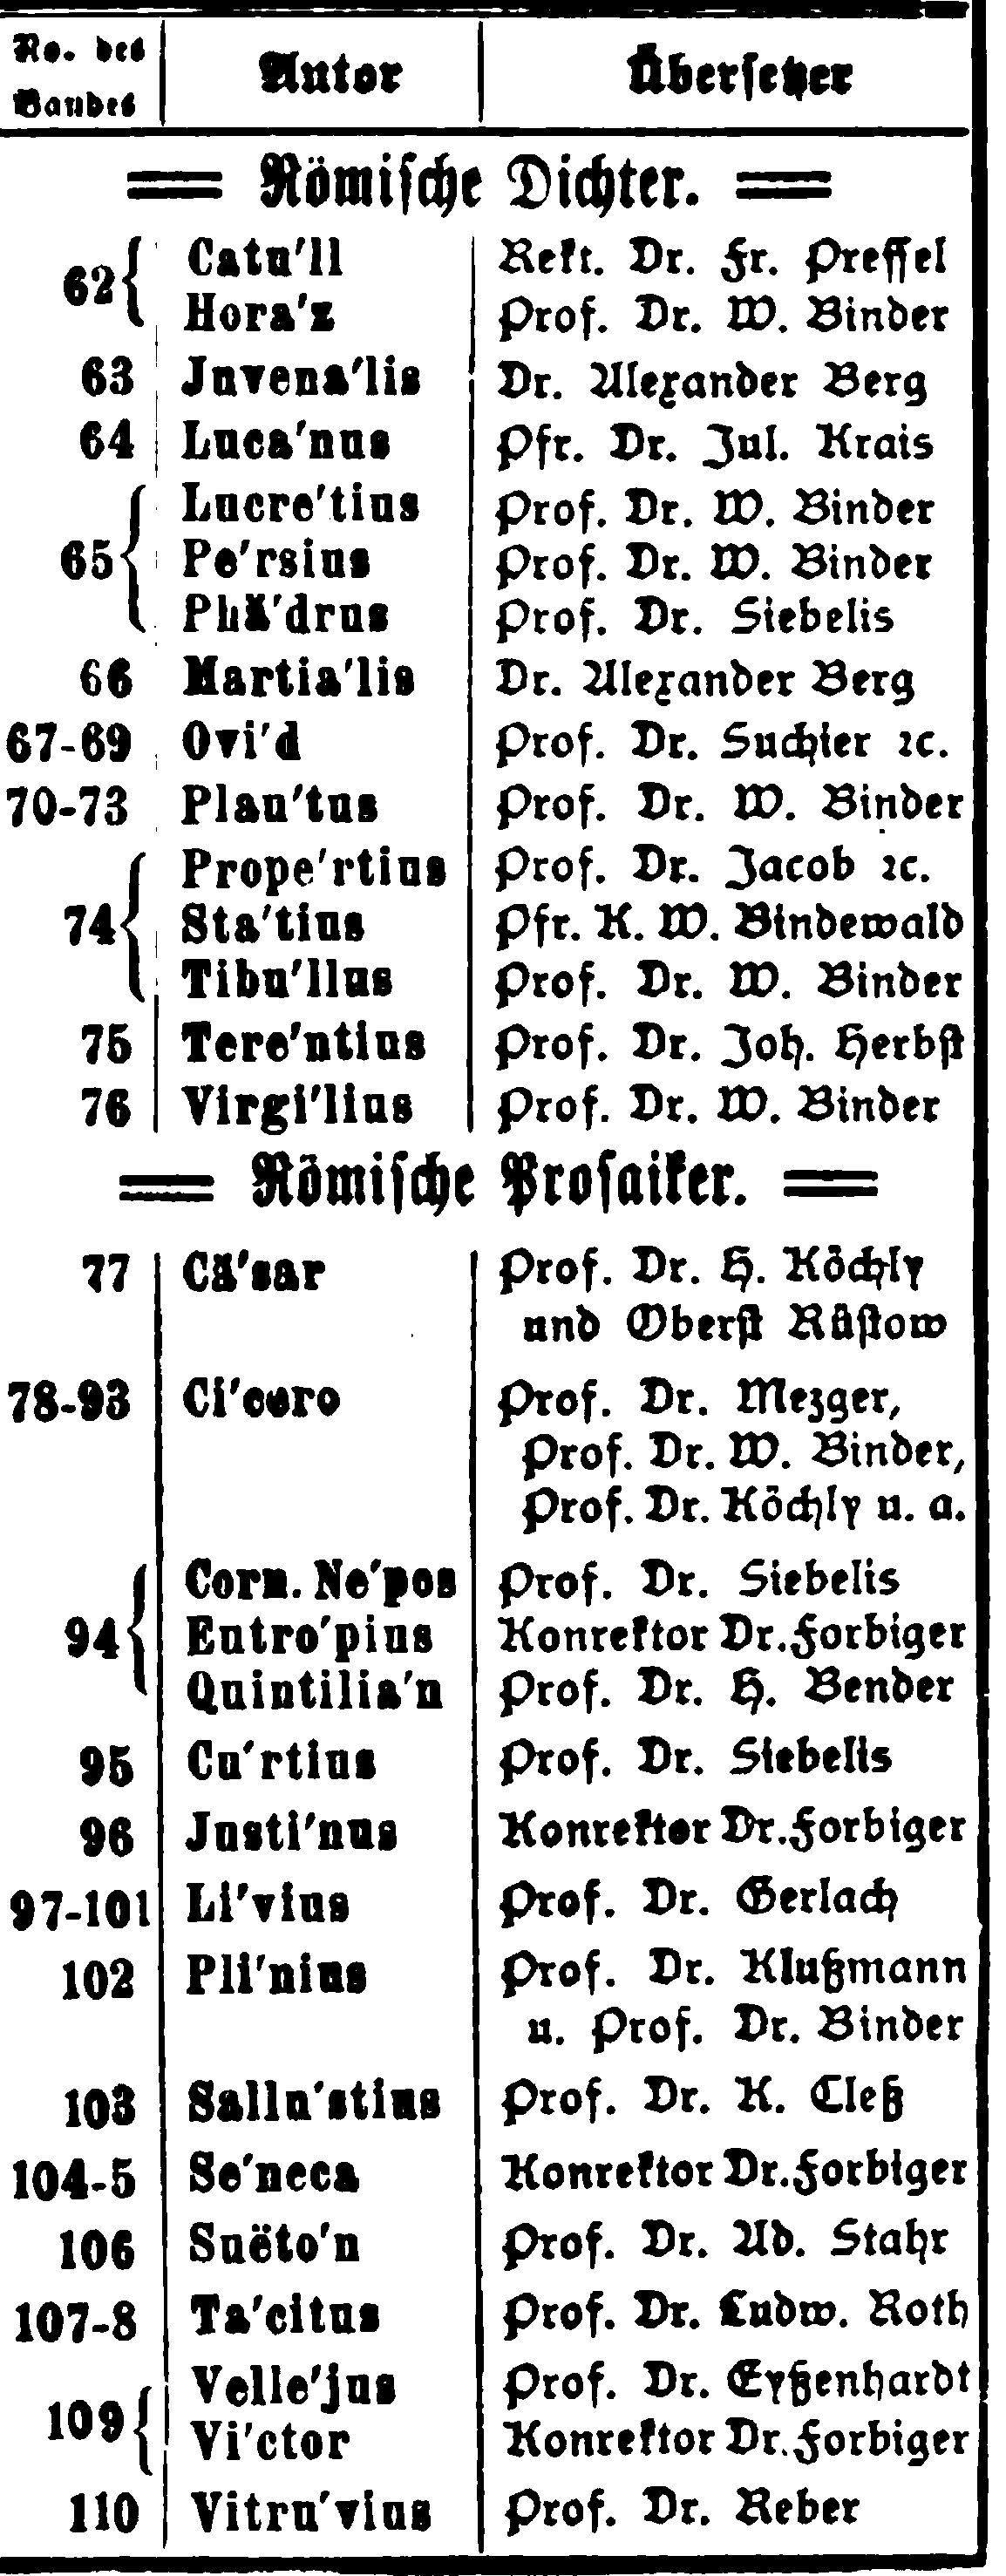 No. des Bandes | Autor | Übersetzer
Römische Dichter.
62 { Catu'll | Rekt. Dr. Fr. Pressel
Hora'z | Prof. Dr. W. Binder
63 | Juvena'lis | Dr. Alexander Berg
64 | Luca'nus | Pfr. Dr. Jul. Krais
65 { Lucre'tius | Prof. Dr. W. Binder
Pe'rsius | Prof. Dr. W. Binder
Phä'drus | Prof. Dr. Siebelis
66 | Martia'lis | Dr. Alexander Berg
67-69 | Ovi'd | Prof. Dr. Suchier ꝛc.
70-73 | Plau'tus | Prof. Dr. W. Binder
74 { Prope'rtius | Prof. Dr. Jacob ꝛc.
Sta'tius | Pfr. K. W. Bindewald
Tibu'llus | Prof. Dr. W. Binder
75 | Tere'ntius | Prof. Dr. Joh. Herbst
76 | Virgi'lius | Prof. Dr. W. Binder
Römische Prosaiker.
77 | Cä'sar | Prof. Dr. H. Köchly
und Oberst Rüstow
78-93 | Ci'cero | Prof. Dr. Mezger,
Prof. Dr. W. Binder,
Prof. Dr. Köchly u. a.
94 { Corn. Ne'pos | Prof. Dr. Siebelis
Eutro'pius | Konrektor Dr. Forbiger
Quintilia'n | Prof. Dr. H. Bender
95 | Cu'rtius | Prof. Dr. Siebelis
96 | Justi'nus | Konrektor Dr. Forbiger
97-101 | Li'vius | Prof. Dr. Gerlach
102 | Pli'nius | Prof. Dr. Klußmann
u. Prof. Dr. Binder
103 | Sallu'stius | Prof. Dr. K. Cleß
104-5 | Se'neca | Konrektor Dr. Forbiger
106 | Suëto'n | Prof. Dr. Ad. Stahr
107-8 | Ta'citus | Prof. Dr. Ludw. Roth
109 { Velle'jus | Prof. Dr. Eyßenhardt
Vi'ctor | Konrektor Dr. Forbiger
110 | Vitru'vius | Prof. Dr. Reber